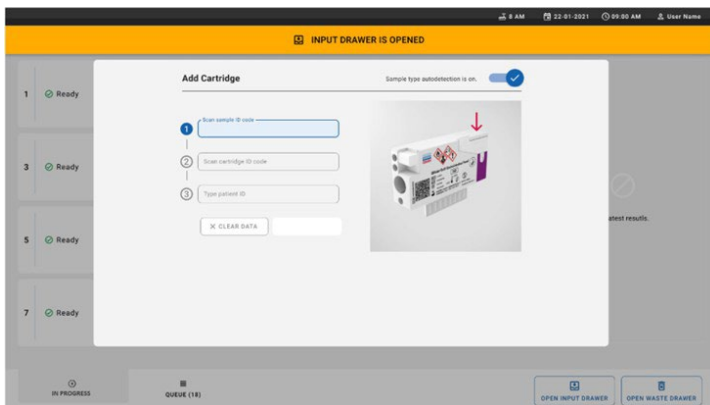 8 AM 22-01-2021 09:00 AM User Name
INPUT DRAWER IS OPENED
Add Cartridge
Sample type autodetection is on.
1 Ready
3 Ready
5 Ready
7 Ready
1 Scan sample ID code
2 Scan cartridge ID code
3 Type patient ID
CLEAR DATA
atest resutls.
IN PROGRESS
QUEUE (18)
OPEN INPUT DRAWER
OPEN WASTE DRAWER